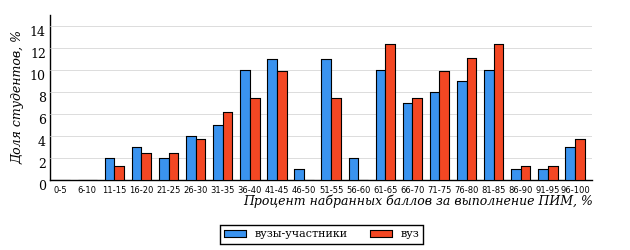 Доля студентов, %
14
12
10
8
6
4
2
0
0-5 6-10 11-15 16-20 21-25 26-30 31-35 36-40 41-45 46-50 51-55 56-60 61-65 66-70 71-75 76-80 81-85 86-90 91-95 96-100
Процент набранных баллов за выполнение ПИМ, %
вузы-участники вуз